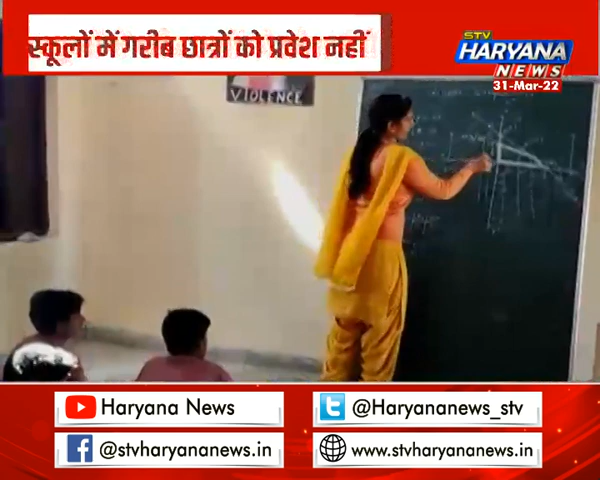 स्कूलों में गरीब छात्रों को प्रवेश नहीं
STV
HARYANA
NEWS
31-Mar-22
VIOLENCE
Haryana News
@Haryananews_stv
@stvharyananews.in
www.stvharyananews.in